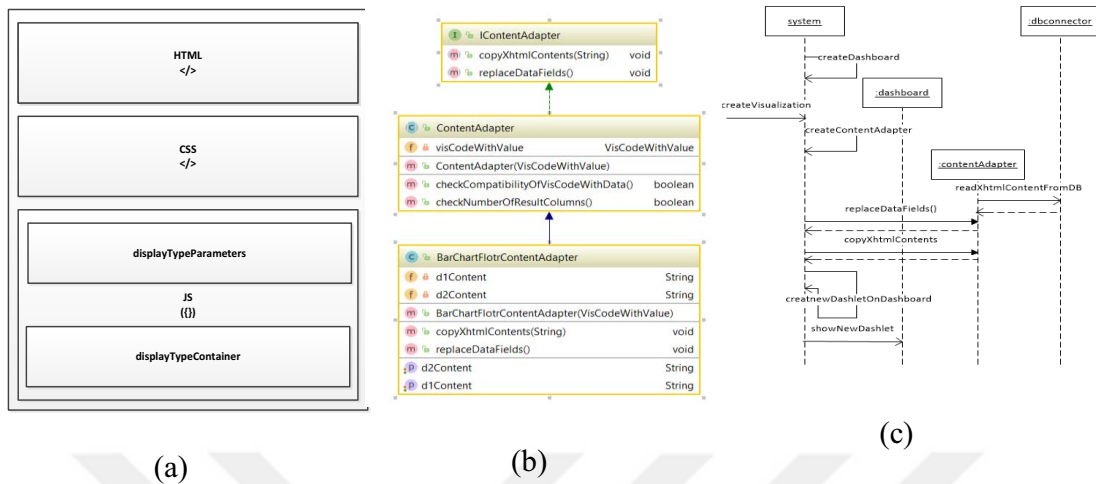 HTML
</>
CSS
</>
displayTypeParameters
JS
({})
displayTypeContainer
(a)
I IContentAdapter
m copyXhtmlContents(String) void
m replaceDataFields() void
C ContentAdapter
f visCodeWithValue VisCodeWithValue
m ContentAdapter(VisCodeWithValue)
m checkCompatibilityOfVisCodeWithData() boolean
m checkNumberOfResultColumns() boolean
C BarChartFlotrContentAdapter
f d1Content String
f d2Content String
m BarChartFlotrContentAdapter(VisCodeWithValue)
m copyXhtmlContents(String) void
m replaceDataFields() void
p d2Content String
p d1Content String
(b)
system
:dbconnector
createDashboard
:dashboard
createVisualization
createContentAdapter
:contentAdapter
readXhtmlContentFromDB
replaceDataFields()
copyXhtmlContents
creatnewDashletOnDashboard
showNewDashlet
(c)